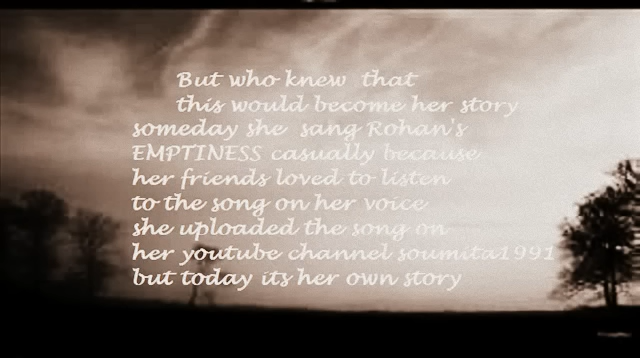 But who knew that
this would become her story
someday she sang Rohan's
EMPTINESS casually because
her friends loved to listen
to the song on her voice
she uploaded the song on
her youtube channel soumita1991
but today its her own story